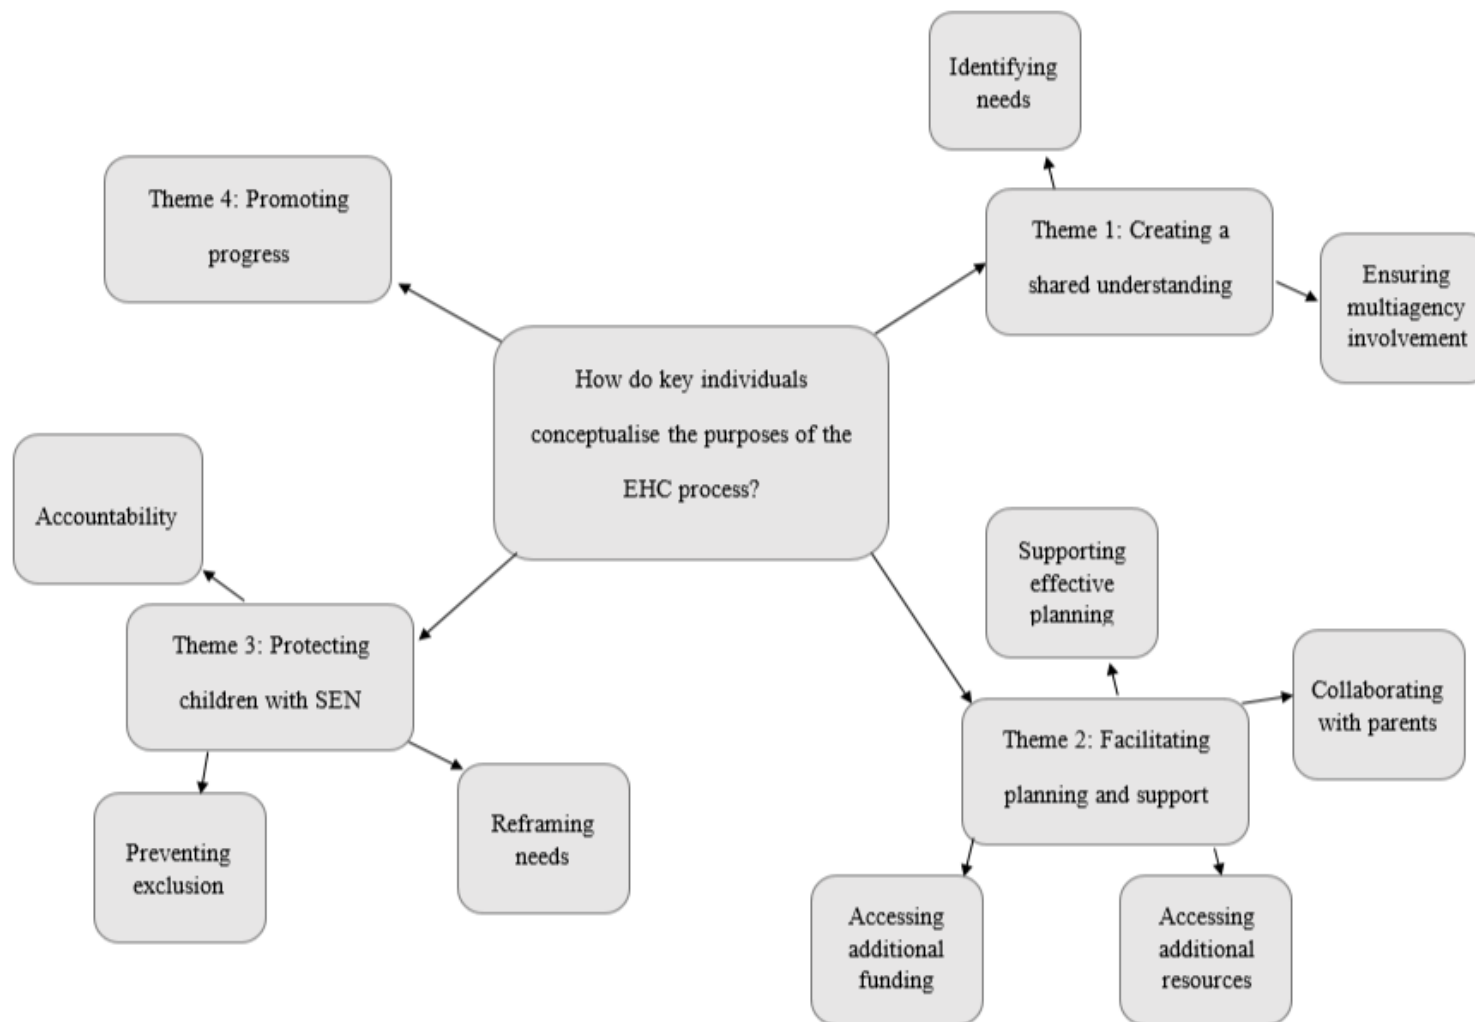 How do key individuals
conceptualise the purposes of the
EHC process?
Theme 1: Creating a
shared understanding
Identifying
needs
Ensuring
multiagency
involvement
Theme 2: Facilitating
planning and support
Supporting
effective
planning
Collaborating
with parents
Accessing
additional
funding
Accessing
additional
resources
Theme 3: Protecting
children with SEN
Accountability
Preventing
exclusion
Reframing
needs
Theme 4: Promoting
progress